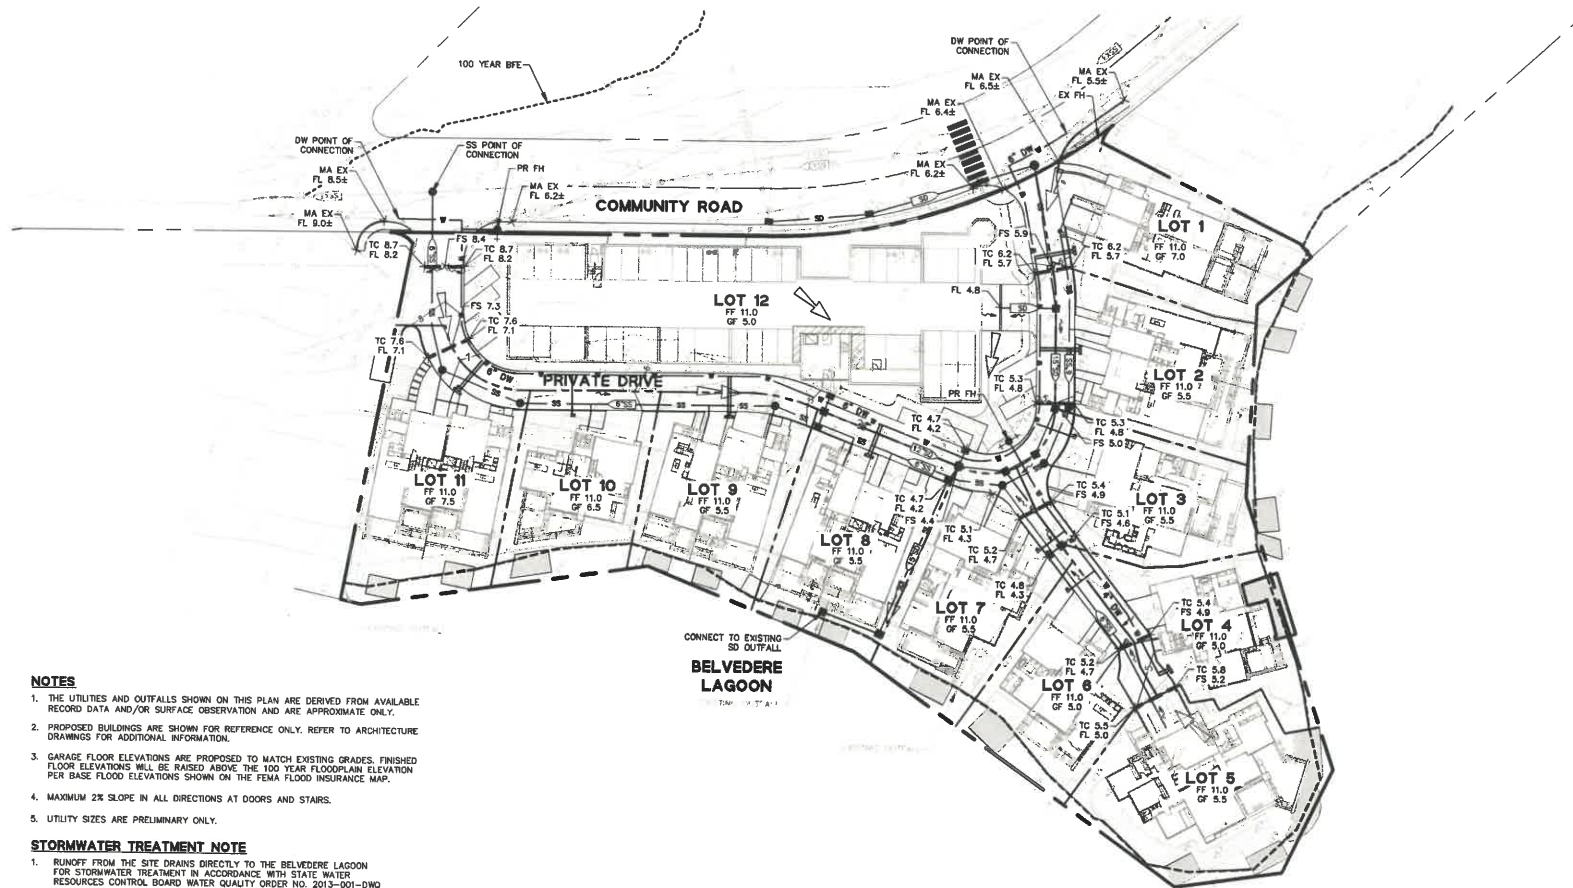 DW POINT OF
CONNECTION
100 YEAR BFE
MA EX
FL 6.5±
MA EX
FL 5.5±
EX FH
MA EX
FL 6.4±
DW POINT OF
CONNECTION
SS POINT OF
CONNECTION
6" DW
MA EX
FL 8.5±
PR FH
MA EX
FL 6.2±
MA EX
FL 6.2±
COMMUNITY ROAD
SD
SD
MA EX
FL 9.0±
W
LOT 1
FF 11.0
GF 7.0
TC 8.7
FL 8.2
FS 8.4
TC 8.7
FL 8.2
FS 5.9
TC 6.2
FL 5.7
TC 6.2
FL 5.7
FL 4.8
SD
LOT 12
FF 11.0
GF 5.0
FS 7.3
TC 7.6
FL 7.1
TC 7.6
FL 7.1
6" DW
PRIVATE DRIVE
SS
SS
6"SS
SS
SS
TC 5.3
FL 4.8
PR FH
LOT 2
FF 11.0
GF 5.5
6" DW
W
SS
TC 4.7
FL 4.2
TC 5.3
FL 4.8
FS 5.0
LOT 11
FF 11.0
GF 7.5
LOT 10
FF 11.0
GF 6.5
LOT 9
FF 11.0
GF 5.5
TC 4.7
FL 4.2
FS 4.4
TC 5.4
FS 4.9
LOT 3
FF 11.0
GF 5.5
TC 5.1
FS 4.6
LOT 8
FF 11.0
GF 5.5
TC 5.1
FL 4.3
TC 5.2
FL 4.7
15"SD
TC 4.8
FL 4.3
4" DW
LOT 7
FF 11.0
GF 5.5
TC 5.4
FS 4.9
LOT 4
FF 11.0
GF 5.0
CONNECT TO EXISTING
SD OUTFALL
BELVEDERE
LAGOON
TC 5.2
FL 4.7
TC 5.8
FS 5.2
LOT 6
FF 11.0
GF 5.0
TC 5.5
FL 5.0
LOT 5
FF 11.0
GF 5.5
NOTES
1. THE UTILITIES AND OUTFALLS SHOWN ON THIS PLAN ARE DERIVED FROM AVAILABLE
RECORD DATA AND/OR SURFACE OBSERVATION AND ARE APPROXIMATE ONLY.
2. PROPOSED BUILDINGS ARE SHOWN FOR REFERENCE ONLY. REFER TO ARCHITECTURE
DRAWINGS FOR ADDITIONAL INFORMATION.
3. GARAGE FLOOR ELEVATIONS ARE PROPOSED TO MATCH EXISTING GRADES. FINISHED
FLOOR ELEVATIONS WILL BE RAISED ABOVE THE 100 YEAR FLOODPLAIN ELEVATION
PER BASE FLOOD ELEVATIONS SHOWN ON THE FEMA FLOOD INSURANCE MAP.
4. MAXIMUM 2% SLOPE IN ALL DIRECTIONS AT DOORS AND STAIRS.
5. UTILITY SIZES ARE PRELIMINARY ONLY.
STORMWATER TREATMENT NOTE
1. RUNOFF FROM THE SITE DRAINS DIRECTLY TO THE BELVEDERE LAGOON
FOR STORMWATER TREATMENT IN ACCORDANCE WITH STATE WATER
RESOURCES CONTROL BOARD WATER QUALITY ORDER NO. 2013-001-DWQ